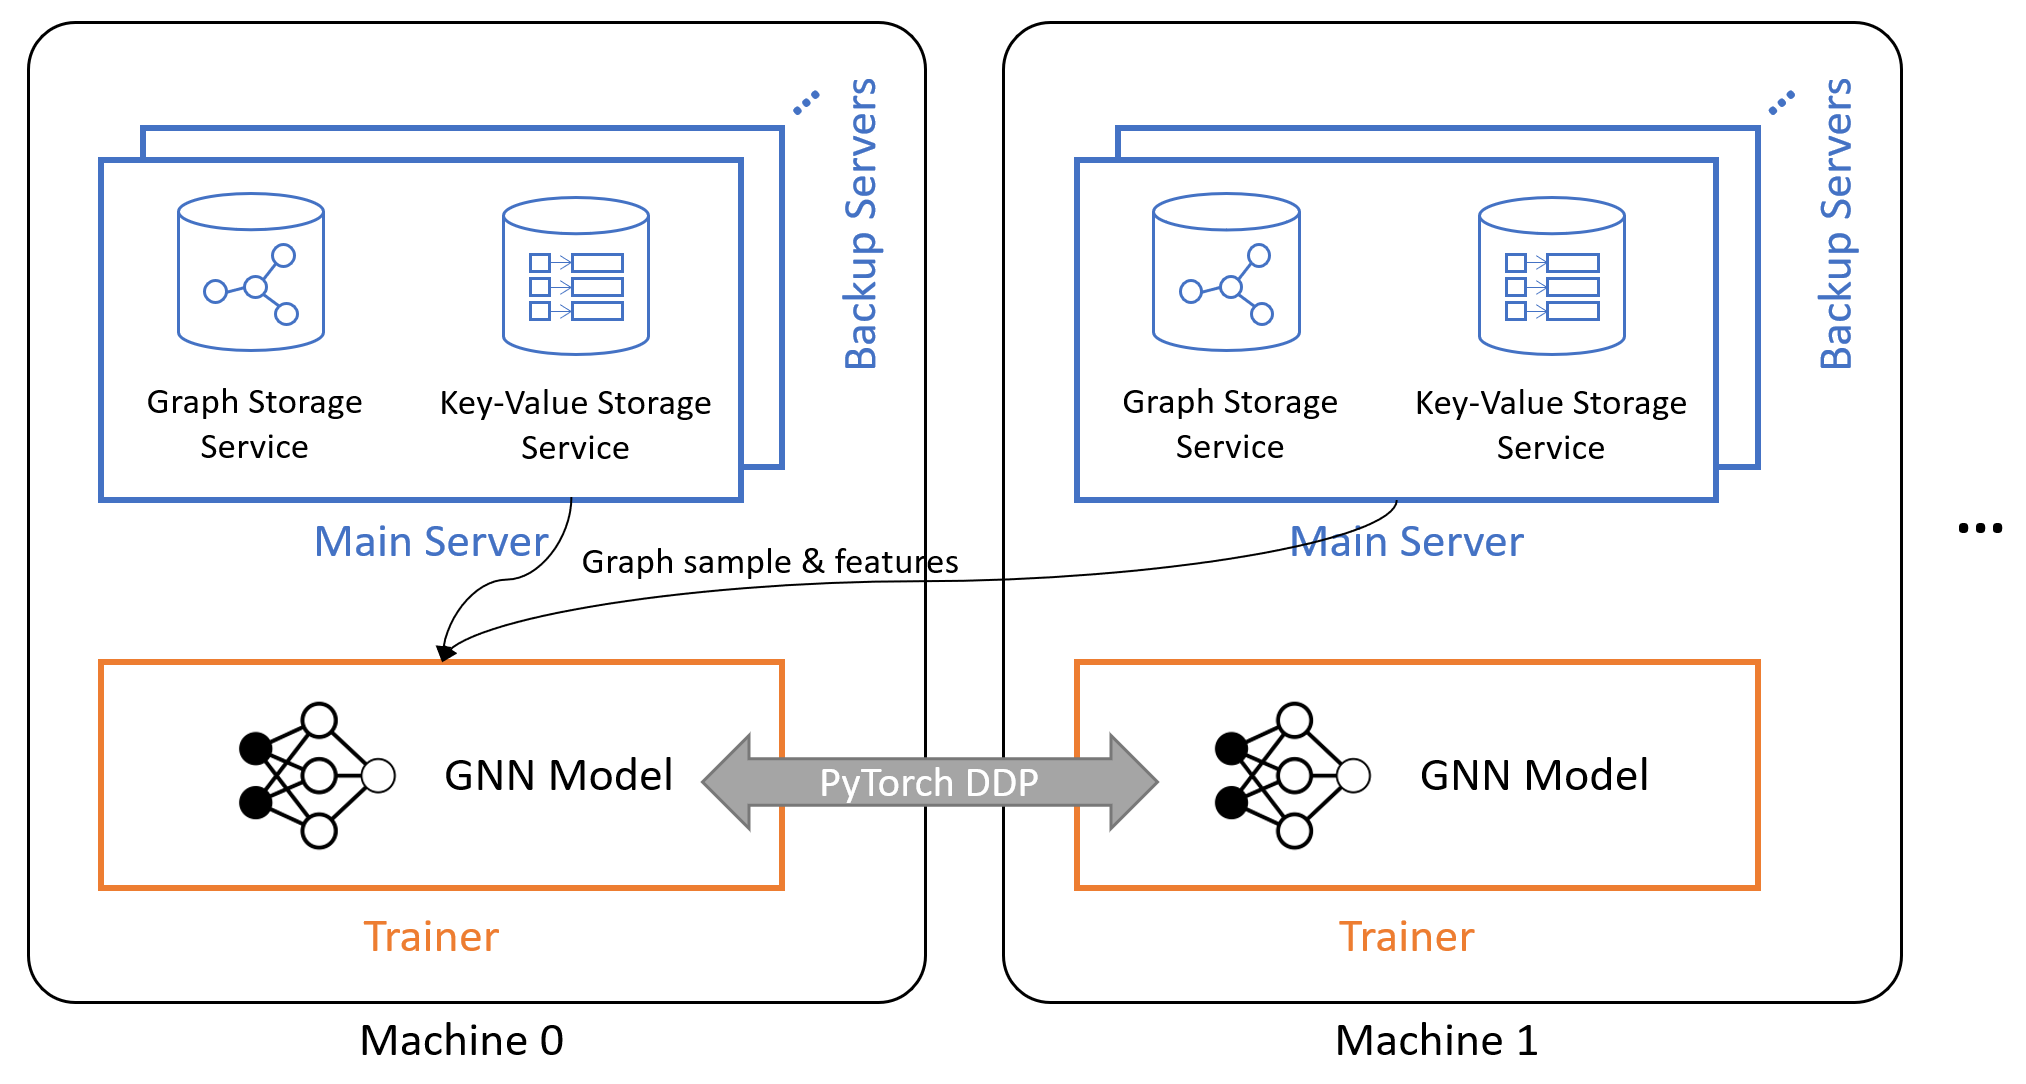 Backup Servers
Graph Storage
Service
Key-Value Storage
Service
Main Server
Graph sample & features
GNN Model
Trainer
Machine 0
PyTorch DDP
Backup Servers
Graph Storage
Service
Key-Value Storage
Service
Main Server
GNN Model
Trainer
Machine 1
...